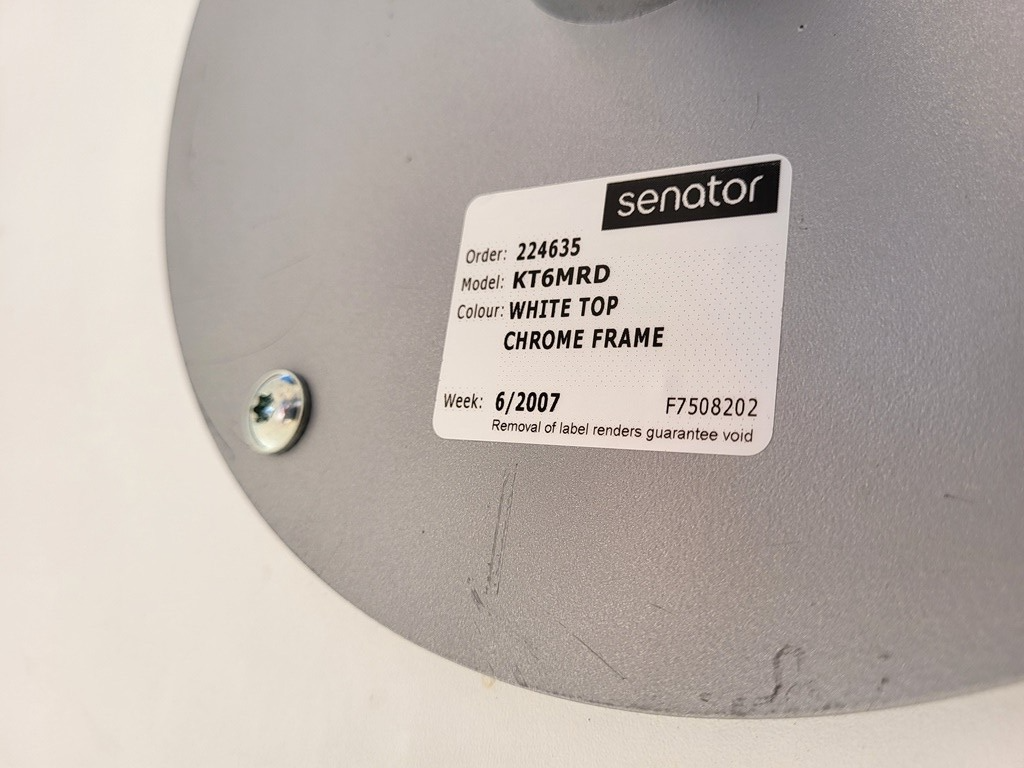 senator
Order: 224635
Model: KT6MRD
Colour: WHITE TOP
CHROME FRAME
Week: 6/2007 F7508202
Removal of label renders guarantee void